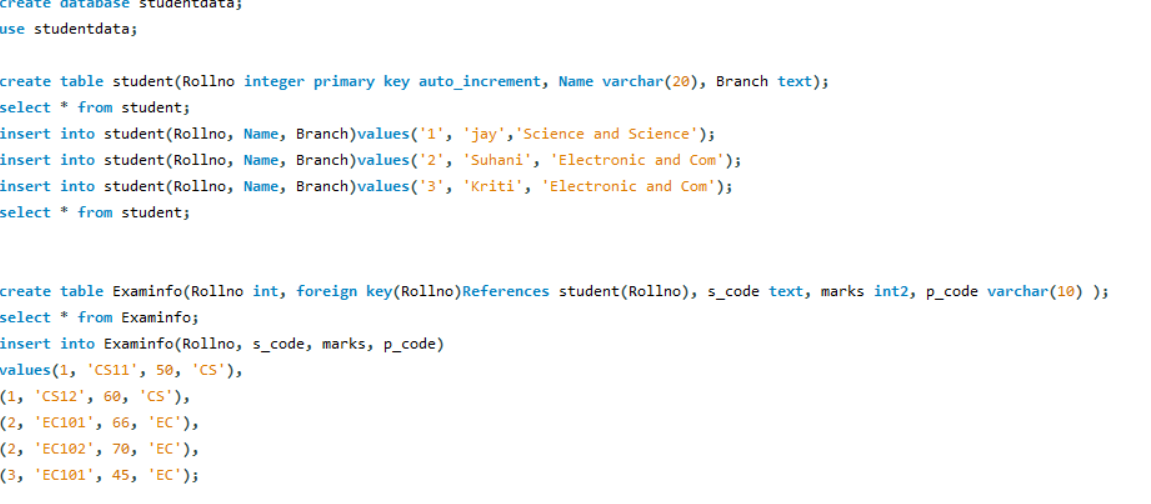 create database studentdata;
use studentdata;
create table student(Rollno integer primary key auto_increment, Name varchar(20), Branch text);
select * from student;
insert into student(Rollno, Name, Branch)values('1', 'jay','Science and Science');
insert into student(Rollno, Name, Branch)values('2', 'Suhani', 'Electronic and Com');
insert into student(Rollno, Name, Branch)values('3', 'Kriti', 'Electronic and Com');
select * from student;
create table Examinfo(Rollno int, foreign key(Rollno)References student(Rollno), s_code text, marks int2, p_code varchar(10) );
select * from Examinfo;
insert into Examinfo(Rollno, s_code, marks, p_code)
values(1, 'CS11', 50, 'CS'),
(1, 'CS12', 60, 'CS'),
(2, 'EC101', 66, 'EC'),
(2, 'EC102', 70, 'EC'),
(3, 'EC101', 45, 'EC');